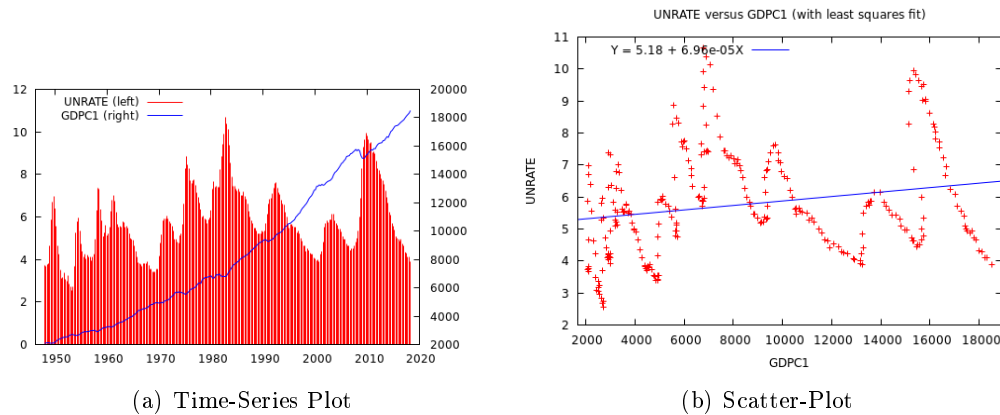 UNRATE versus GDPC1 (with least squares fit)
12
10
8
6
4
2
0
UNRATE (left)
GDPC1 (right)
20000
18000
16000
14000
12000
10000
8000
6000
4000
2000
1950 1960 1970 1980 1990 2000 2010 2020
(a) Time-Series Plot
11
10
9
8
7
6
5
4
3
2
Y = 5.18 + 6.96e-05X
UNRATE
2000 4000 6000 8000 10000 12000 14000 16000 18000
GDPC1
(b) Scatter-Plot